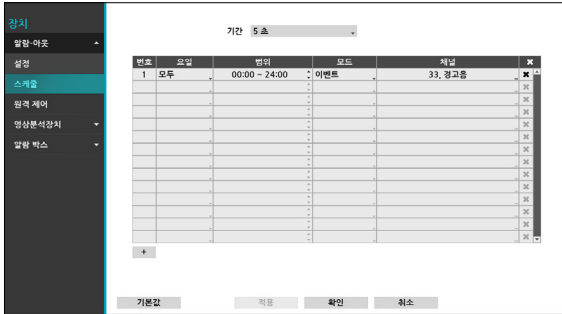 장치
알람-아웃
설정
스케줄
원격 제어
영상분석장치
알람 박스
기간 5 초
번호 요일 범위 모드 채널 ✖
1 모두 00:00 ~ 24:00 이벤트 33, 경고음 ✖
+
기본값 적용 확인 취소